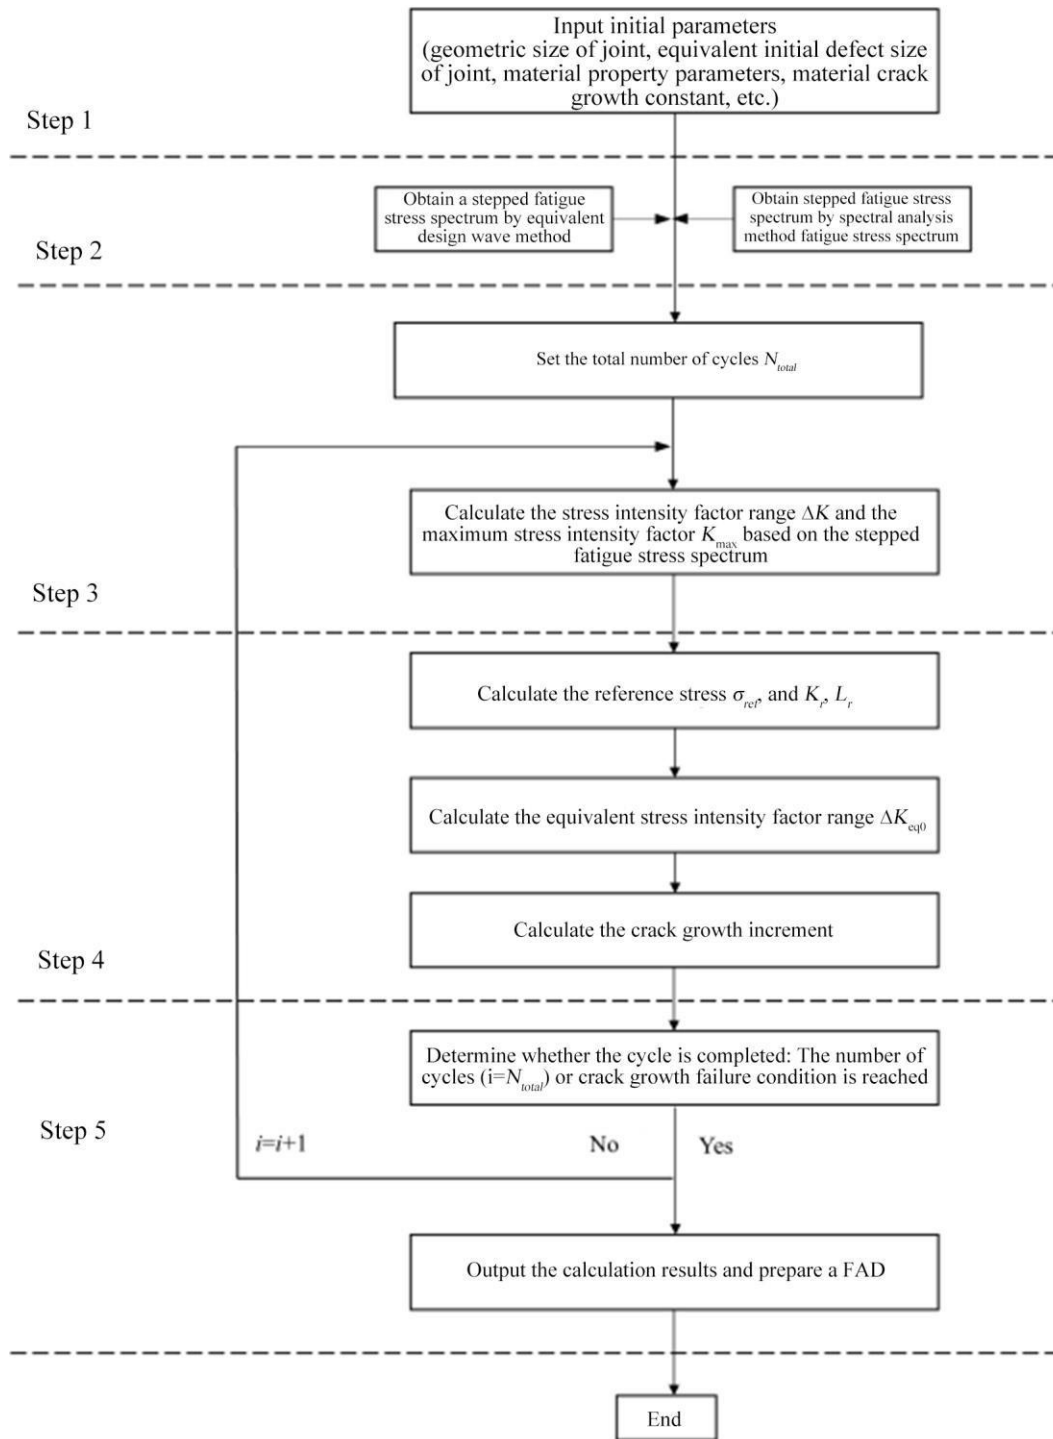 Input initial parameters
(geometric size of joint, equivalent initial defect size
of joint, material property parameters, material crack
growth constant, etc.)
Step 1
Obtain a stepped fatigue
stress spectrum by equivalent
design wave method
Obtain stepped fatigue stress
spectrum by spectral analysis
method fatigue stress spectrum
Step 2
Set the total number of cycles N_total
Calculate the stress intensity factor range ΔK and the
maximum stress intensity factor K_max based on the stepped
fatigue stress spectrum
Step 3
Calculate the reference stress σ_ref, and K_r, L_r
Calculate the equivalent stress intensity factor range ΔK_eq0
Calculate the crack growth increment
Step 4
Determine whether the cycle is completed: The number of
cycles (i=N_total) or crack growth failure condition is reached
Step 5
i=i+1
No
Yes
Output the calculation results and prepare a FAD
End